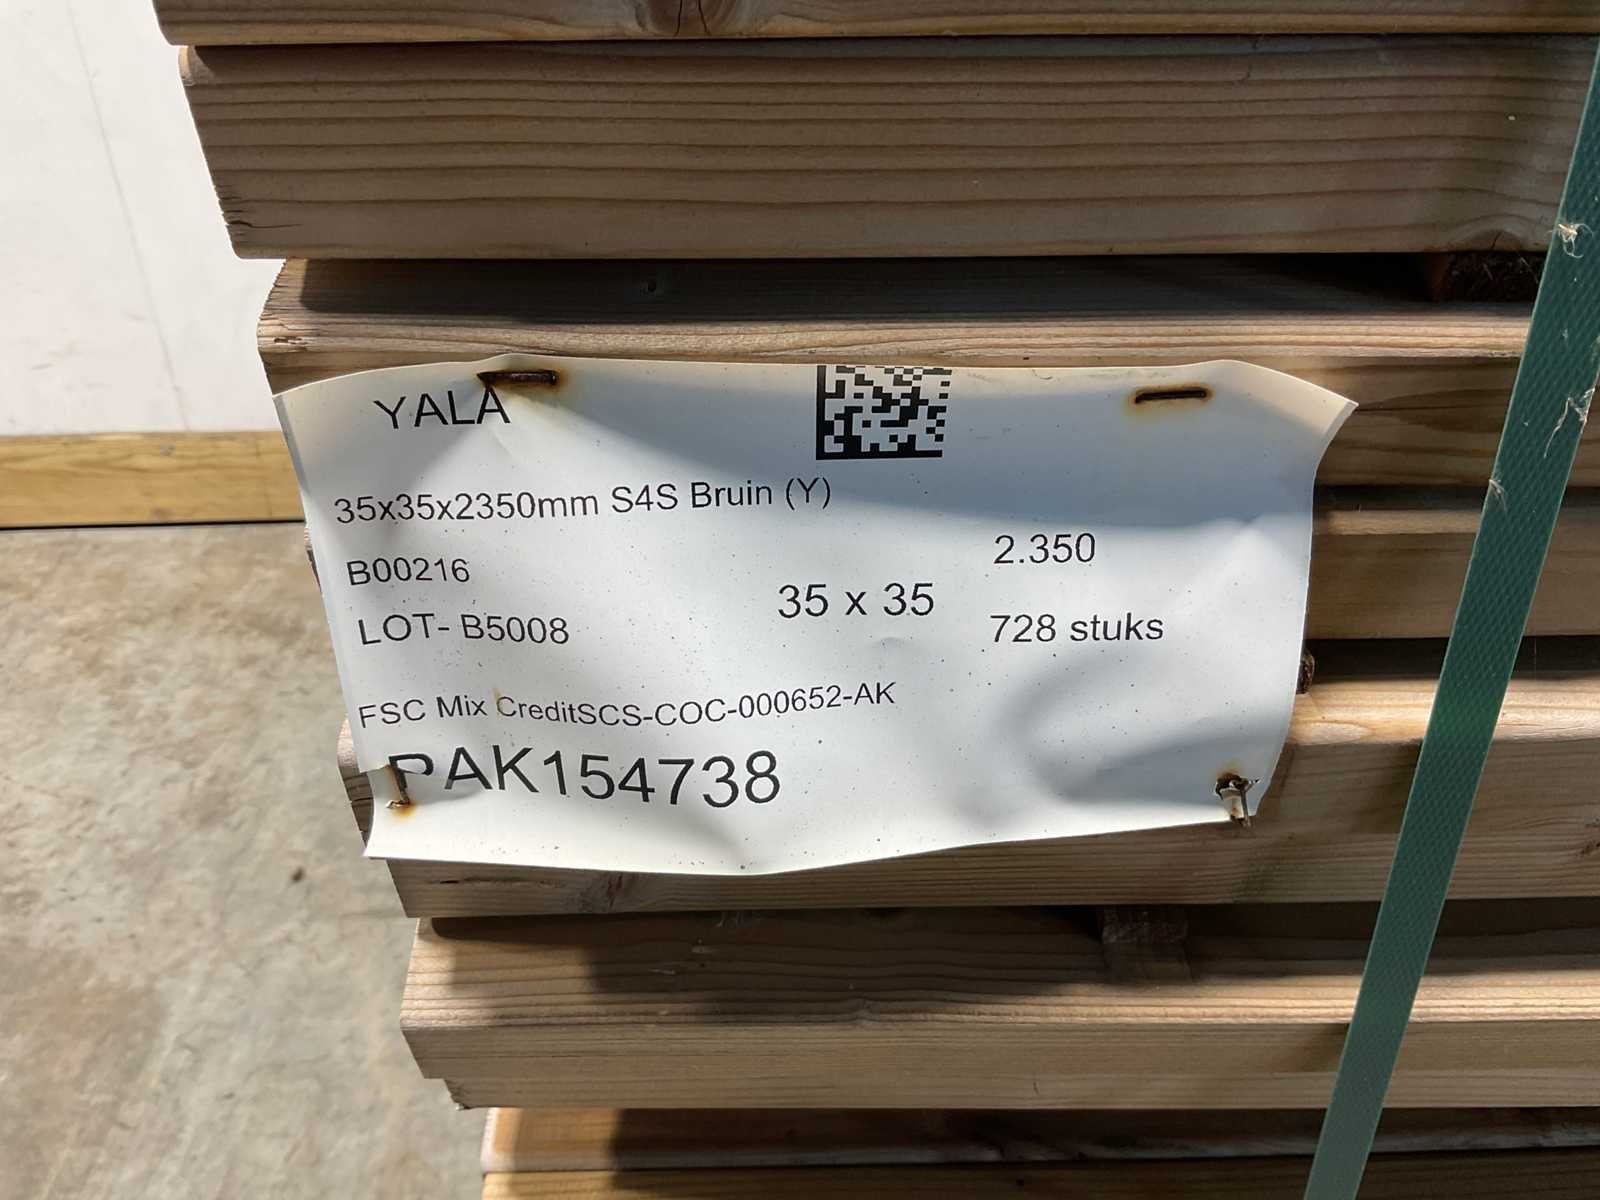 YALA
35x35x2350mm S4S Bruin (Y)
B00216
2.350
35 x 35
LOT- B5008
728 stuks
FSC Mix CreditSCS-COC-000652-AK
PAK154738